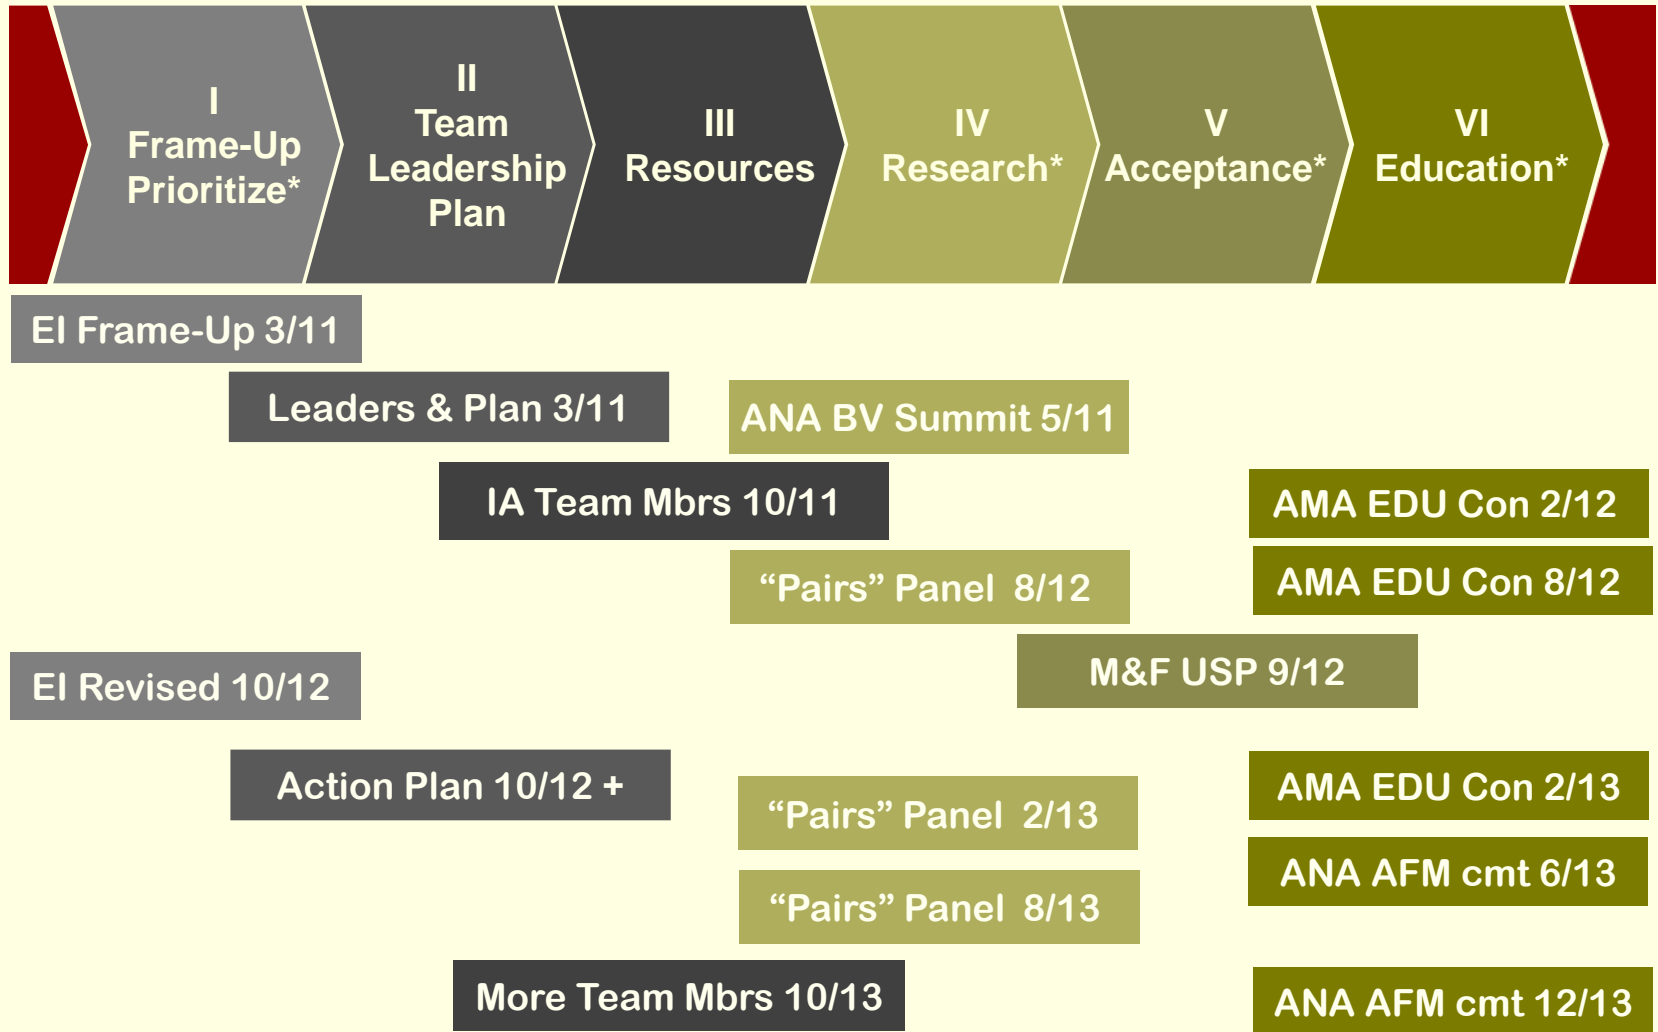 I
Frame-Up
Prioritize*
II
Team
Leadership
Plan
III
Resources
IV
Research*
V
Acceptance*
VI
Education*
EI Frame-Up 3/11
Leaders & Plan 3/11
ANA BV Summit 5/11
IA Team Mbrs 10/11
AMA EDU Con 2/12
“Pairs” Panel 8/12
AMA EDU Con 8/12
M&F USP 9/12
EI Revised 10/12
Action Plan 10/12 +
AMA EDU Con 2/13
“Pairs” Panel 2/13
ANA AFM cmt 6/13
“Pairs” Panel 8/13
More Team Mbrs 10/13
ANA AFM cmt 12/13